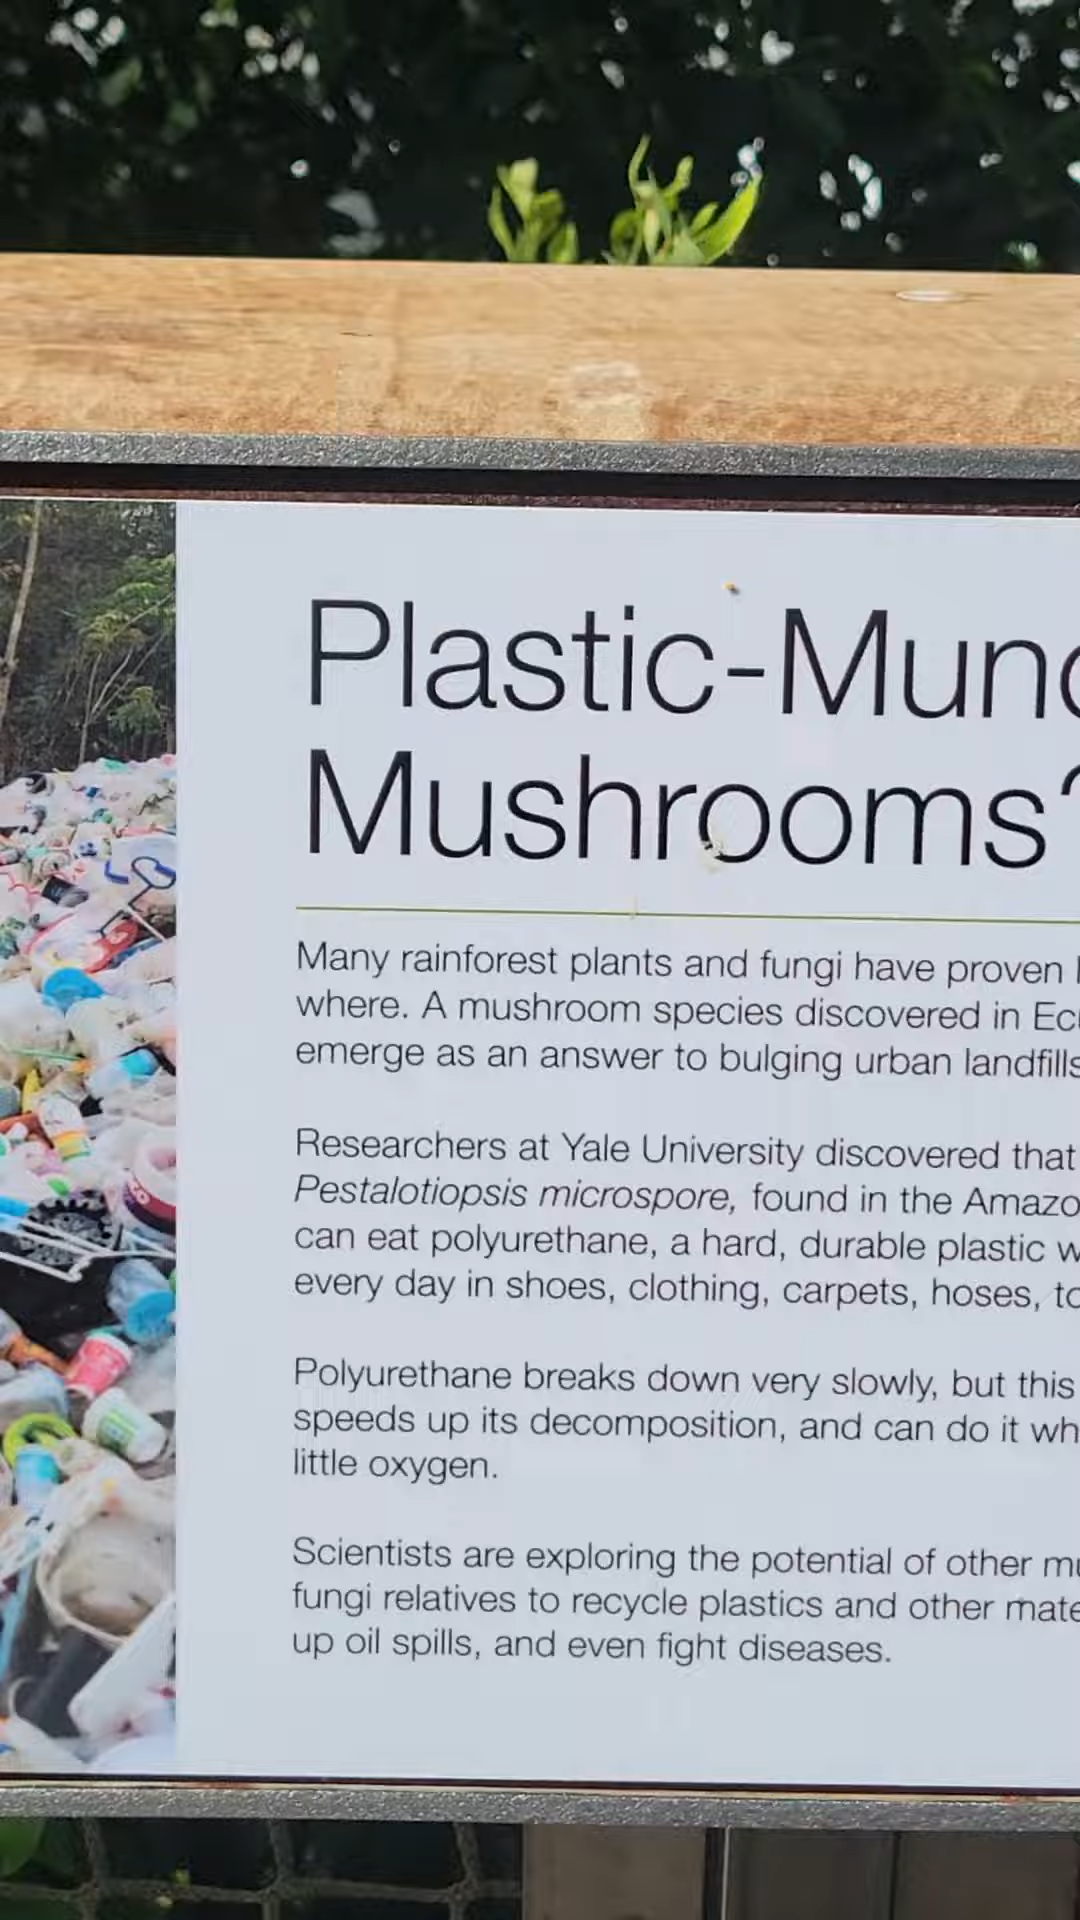 Plastic-Mun
Mushrooms?
Many rainforest plants and fungi have proven
where. A mushroom species discovered in
emerge as an answer to bulging urban landfills
Researchers at Yale University discovered that
Pestalotiopsis microspore, found in the Amazo
can eat polyurethane, a hard, durable plastic
every day in shoes, clothing, carpets, hoses,
Polyurethane breaks down very slowly, but this
speeds up its decomposition, and can do it
little oxygen.
Scientists are exploring the potential of other
fungi relatives to recycle plastics and other mate
up oil spills, and even fight diseases.